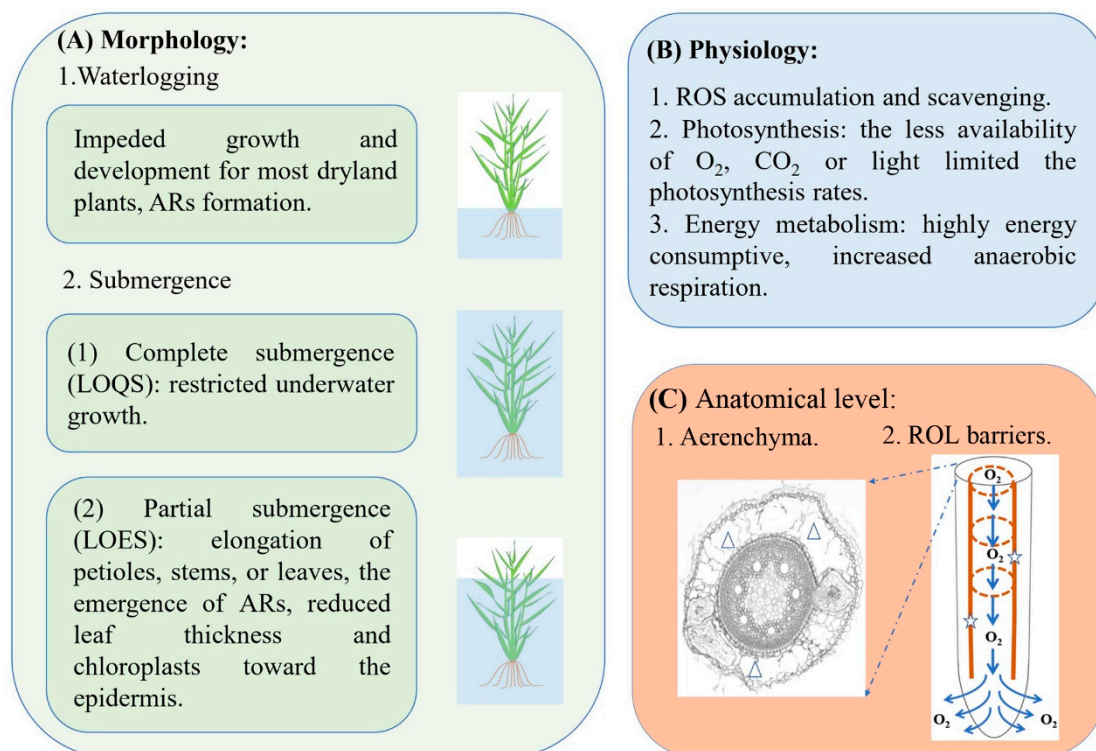 (A) Morphology:
1.Waterlogging
Impeded growth and
development for most dryland
plants, ARs formation.
2. Submergence
(1) Complete submergence
(LOQS): restricted underwater
growth.
(2) Partial submergence
(LOES): elongation of
petioles, stems, or leaves, the
emergence of ARs, reduced
leaf thickness and
chloroplasts toward the
epidermis.
(B) Physiology:
1. ROS accumulation and scavenging.
2. Photosynthesis: the less availability
of O₂, CO₂ or light limited the
photosynthesis rates.
3. Energy metabolism: highly energy
consumptive, increased anaerobic
respiration.
(C) Anatomical level:
1. Aerenchyma. 2. ROL barriers.
O₂
O₂
O₂
O₂ O₂